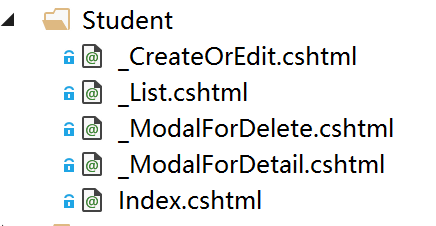 Student
_CreateOrEdit.cshtml
_List.cshtml
_ModalForDelete.cshtml
_ModalForDetail.cshtml
Index.cshtml